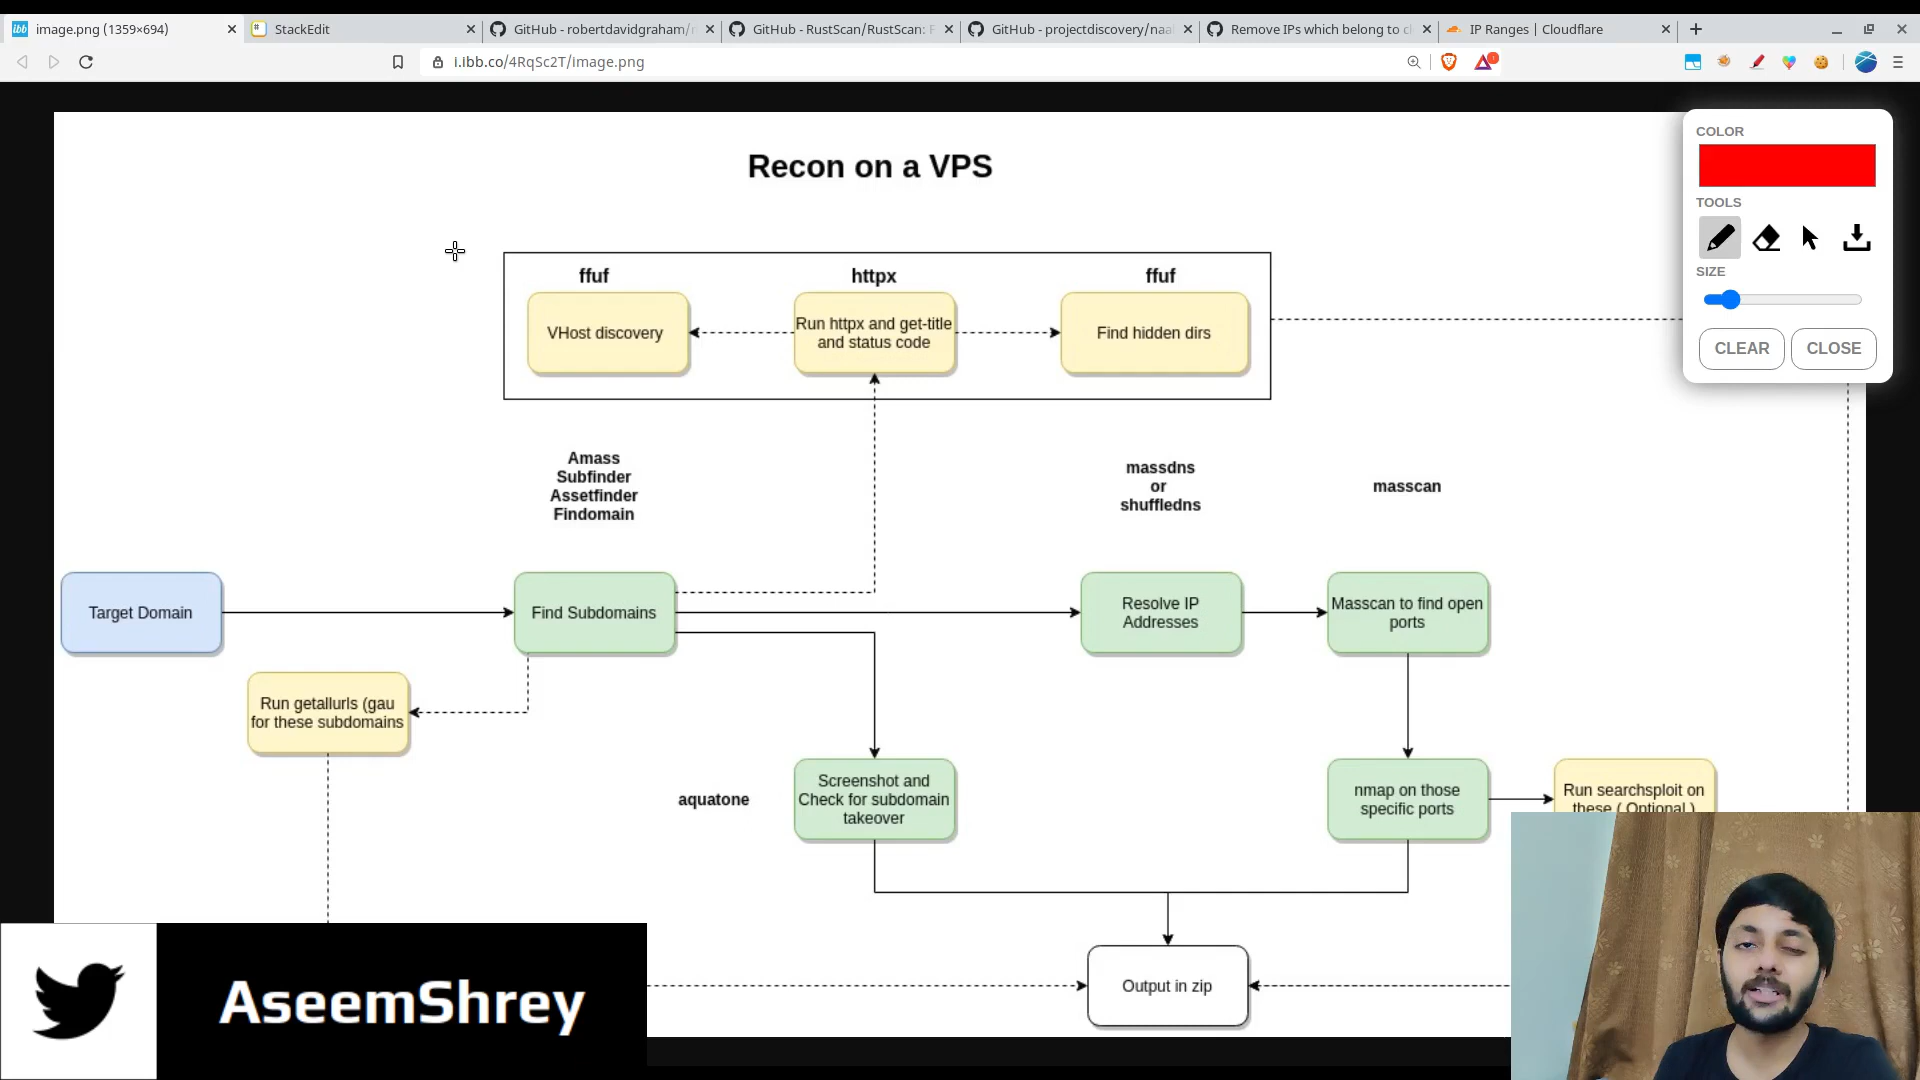 image.png (1359×694)
StackEdit
GitHub - robertdavidgraham/
GitHub - RustScan/RustScan:
GitHub - projectdiscovery/naa
Remove IPs which belong to c
IP Ranges | Cloudflare
i.ibb.co/4RqSc2T/image.png
COLOR
TOOLS
SIZE
CLEAR
CLOSE
Recon on a VPS
ffuf
httpx
ffuf
VHost discovery
Run httpx and get-title
and status code
Find hidden dirs
Amass
Subfinder
Assetfinder
Findomain
massdns
or
shuffledns
masscan
Target Domain
Find Subdomains
Resolve IP
Addresses
Masscan to find open
ports
Run getallurls (gau
for these subdomains
aquatone
Screenshot and
Check for subdomain
takeover
nmap on those
specific ports
Run searchsploit on
these ( Optional )
Output in zip
AseemShrey